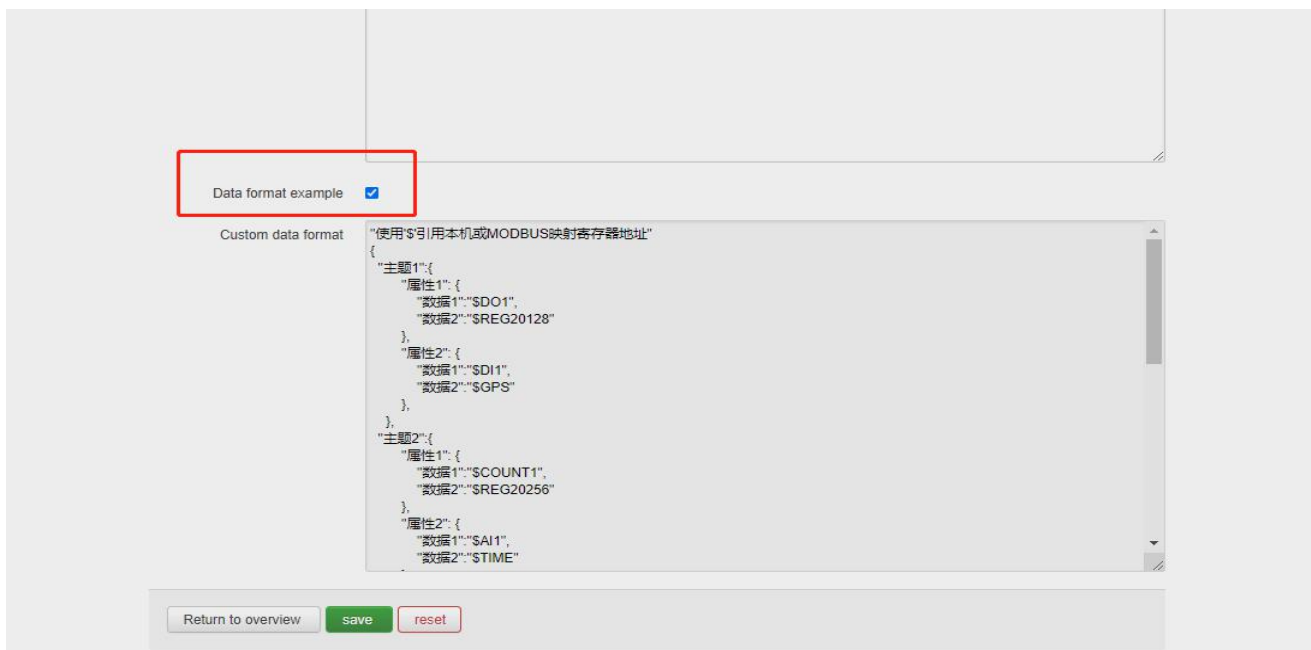 Data format example
Custom data format
"使用'$'引用本机或MODBUS映射寄存器地址"
{
"主题1":{
"属性1": {
"数据1":"$DO1",
"数据2":"$REG20128"
},
"属性2": {
"数据1":"$DI1",
"数据2":"$GPS"
},
},
"主题2":{
"属性1": {
"数据1":"$COUNT1",
"数据2":"$REG20256"
},
"属性2": {
"数据1":"$AI1",
"数据2":"$TIME"
Return to overview
save
reset